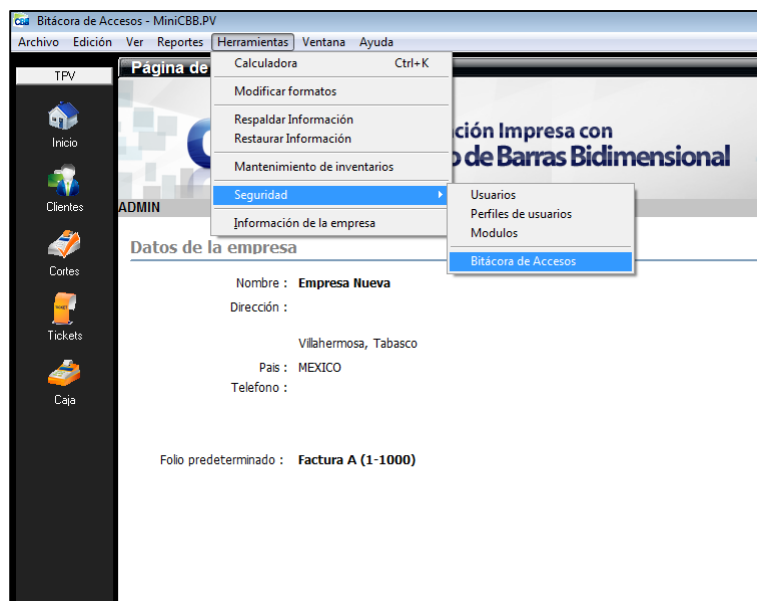 Bitácora de Accesos - MiniCBB.PV
Archivo Edición Ver Reportes Herramientas Ventana Ayuda
TPV
Inicio
Clientes
Cortes
Tickets
Caja
Página de
Calculadora Ctrl+K
Modificar formatos
Respaldar Información
Restaurar Información
Mantenimiento de inventarios
Seguridad
Información de la empresa
Usuarios
Perfiles de usuarios
Modulos
Bitácora de Accesos
ción Impresa con
de Barras Bidimensional
ADMIN
Datos de la empresa
Nombre : Empresa Nueva
Dirección :
Villahermosa, Tabasco
Pais : MEXICO
Telefono :
Folio predeterminado : Factura A (1-1000)